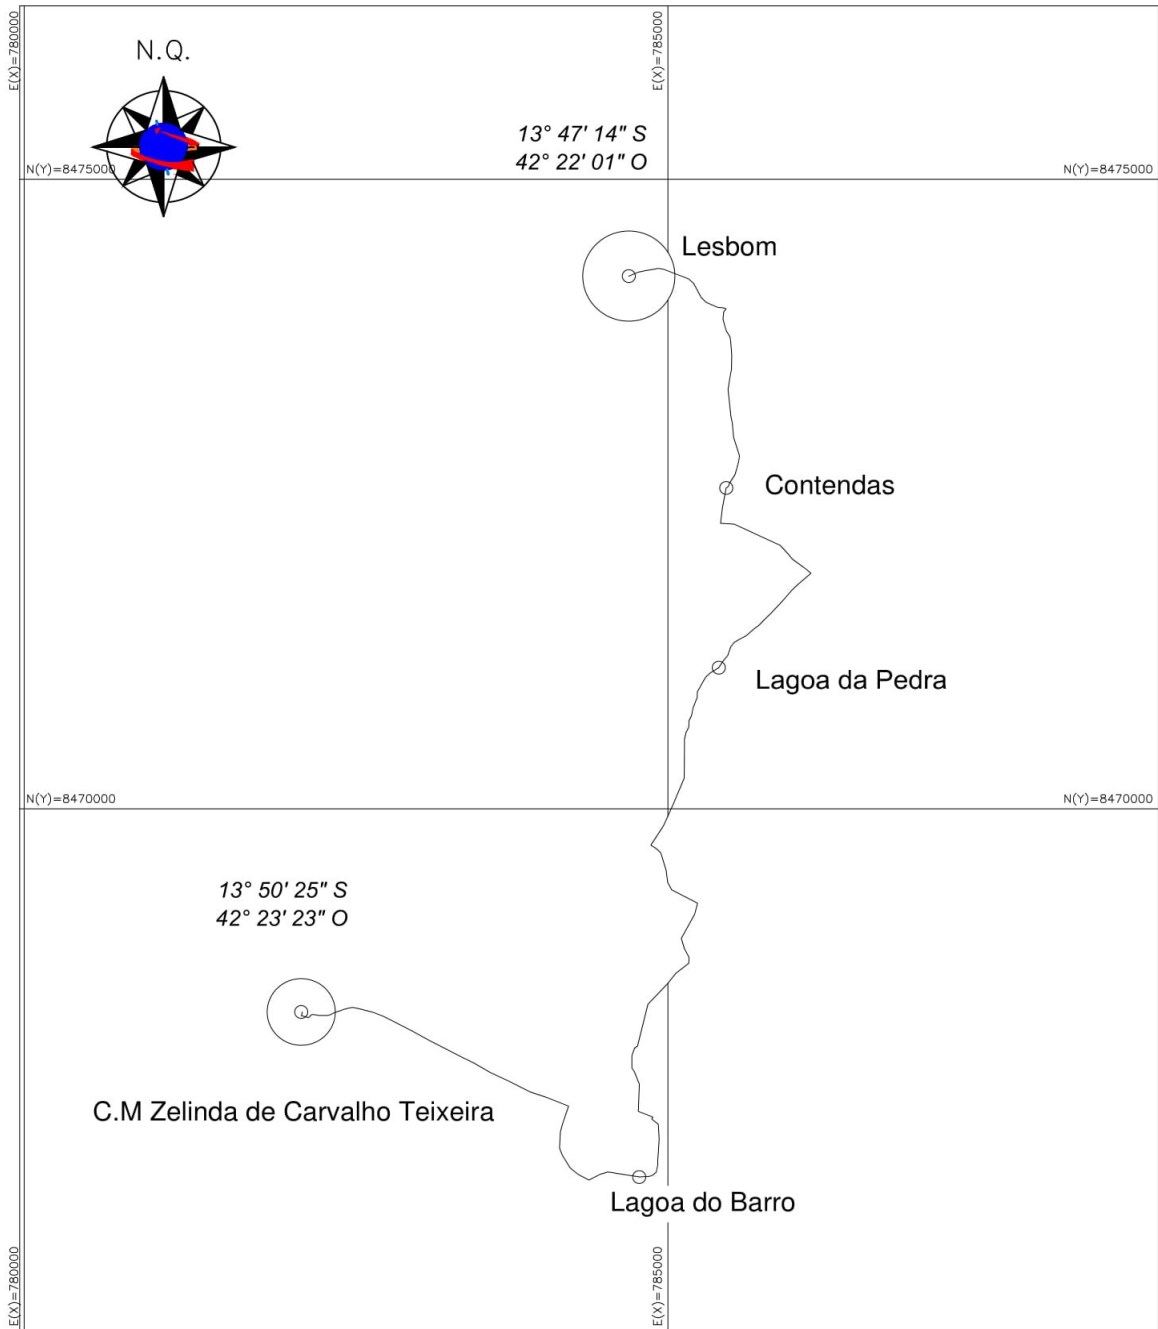 E(X)=780000
E(X)=785000
N.Q.
13° 47' 14" S
42° 22' 01" O
N(Y)=8475000
N(Y)=8475000
Lesbom
Contendas
Lagoa da Pedra
N(Y)=8470000
N(Y)=8470000
13° 50' 25" S
42° 23' 23" O
C.M Zelinda de Carvalho Teixeira
Lagoa do Barro
E(X)=780000
E(X)=785000